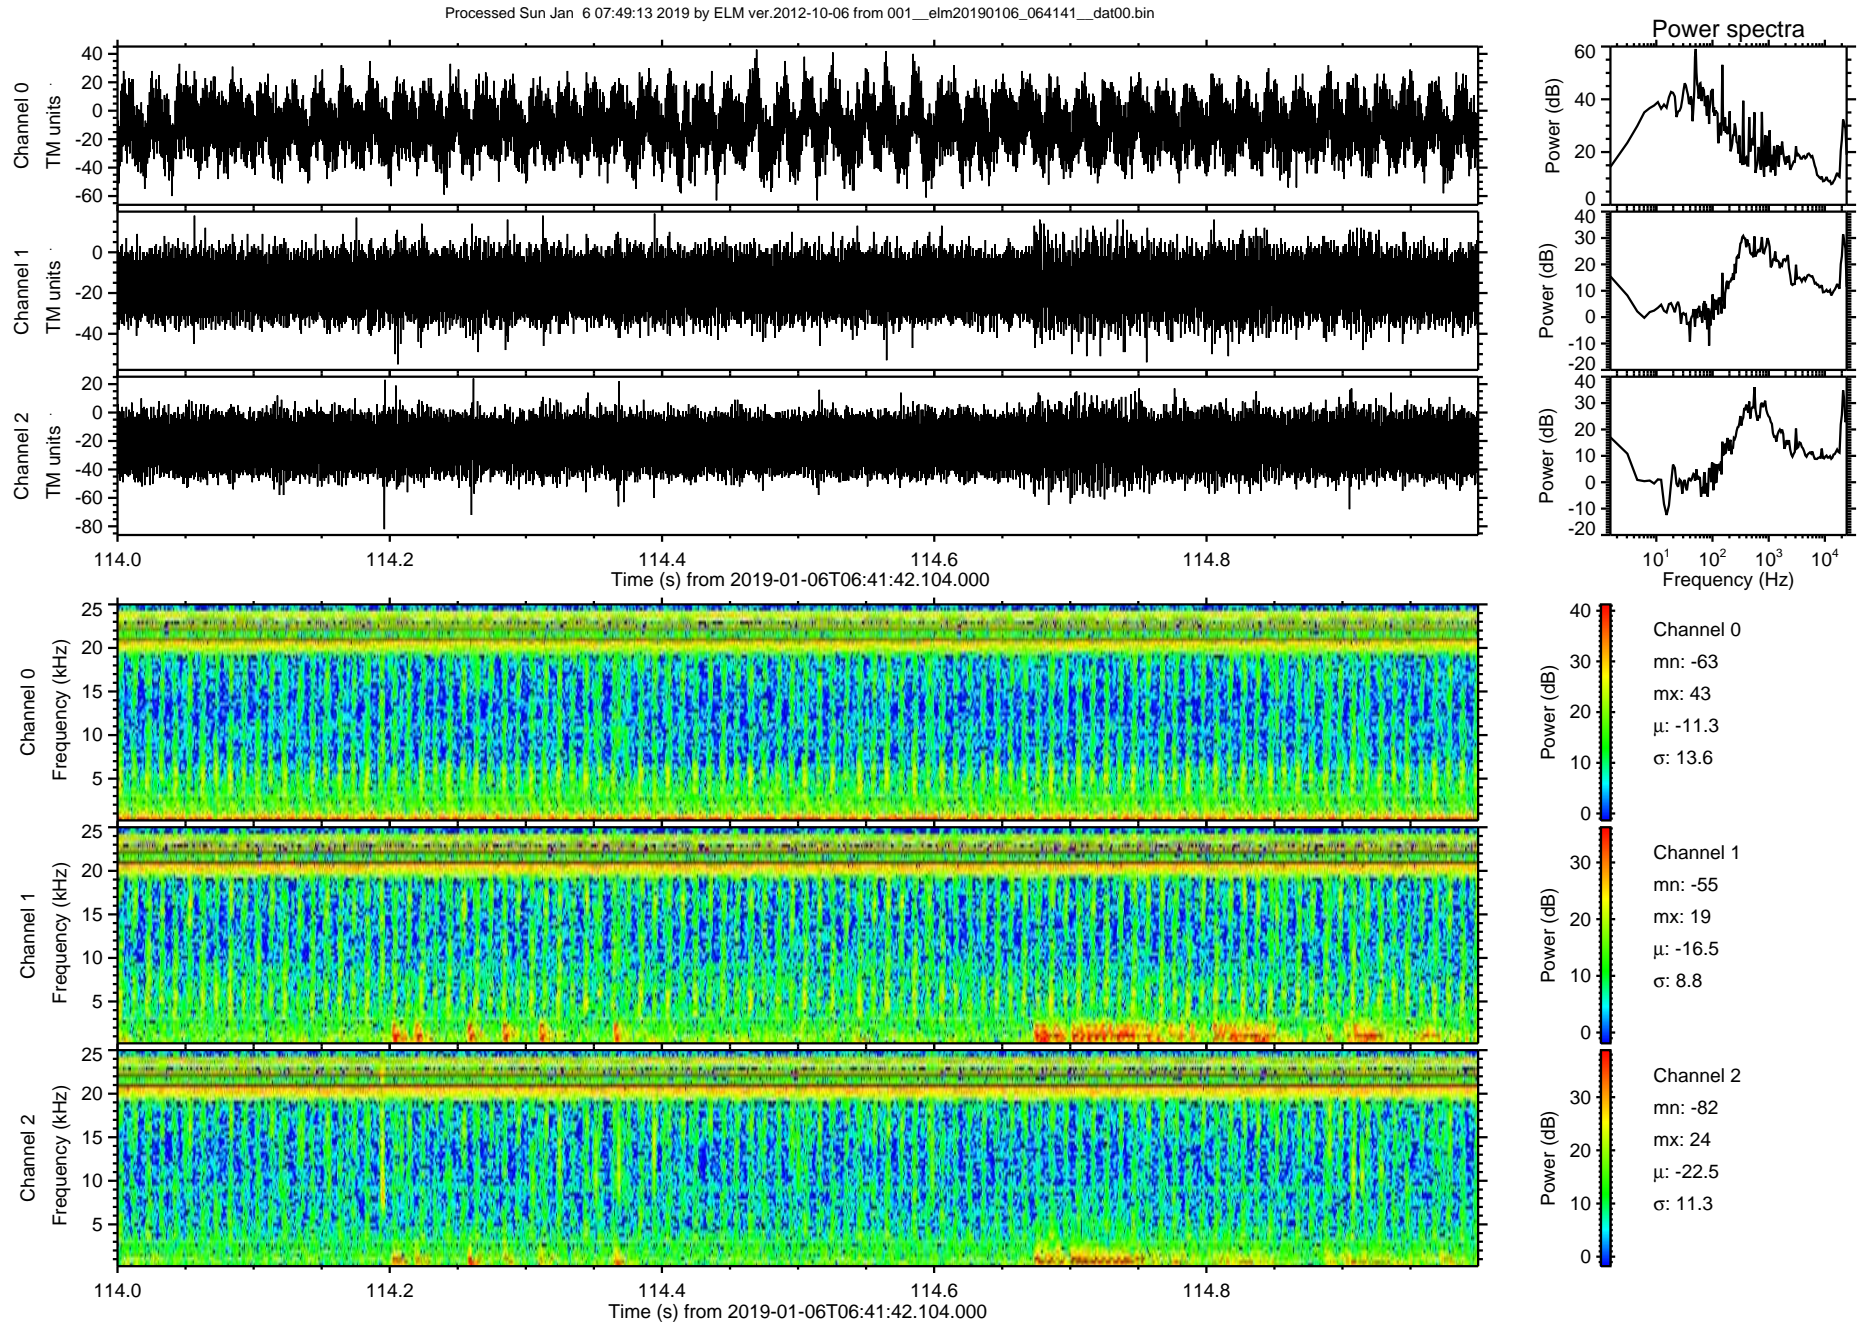 Processed Sun Jan  6 07:49:13 2019 by ELM ver.2012-10-06 from 001__elm20190106_064141__dat00.bin
Power spectra
Channel 0
TM units
40
20
0
-20
-40
-60
Power (dB)
60
40
20
0
Channel 1
TM units
0
-20
-40
Power (dB)
40
30
20
10
0
-10
-20
Channel 2
TM units
20
0
-20
-40
-60
-80
Power (dB)
40
30
20
10
0
-10
-20
114.0 114.2 114.4 114.6 114.8
Time (s) from 2019-01-06T06:41:42.104.000
10^1 10^2 10^3 10^4
Frequency (Hz)
Channel 0
Frequency (kHz)
25
20
15
10
5
Power (dB)
40
30
20
10
0
Channel 0
mn: -63
mx: 43
μ: -11.3
σ: 13.6
Channel 1
Frequency (kHz)
25
20
15
10
5
Power (dB)
30
20
10
0
Channel 1
mn: -55
mx: 19
μ: -16.5
σ: 8.8
Channel 2
Frequency (kHz)
25
20
15
10
5
Power (dB)
30
20
10
0
Channel 2
mn: -82
mx: 24
μ: -22.5
σ: 11.3
114.0 114.2 114.4 114.6 114.8
Time (s) from 2019-01-06T06:41:42.104.000